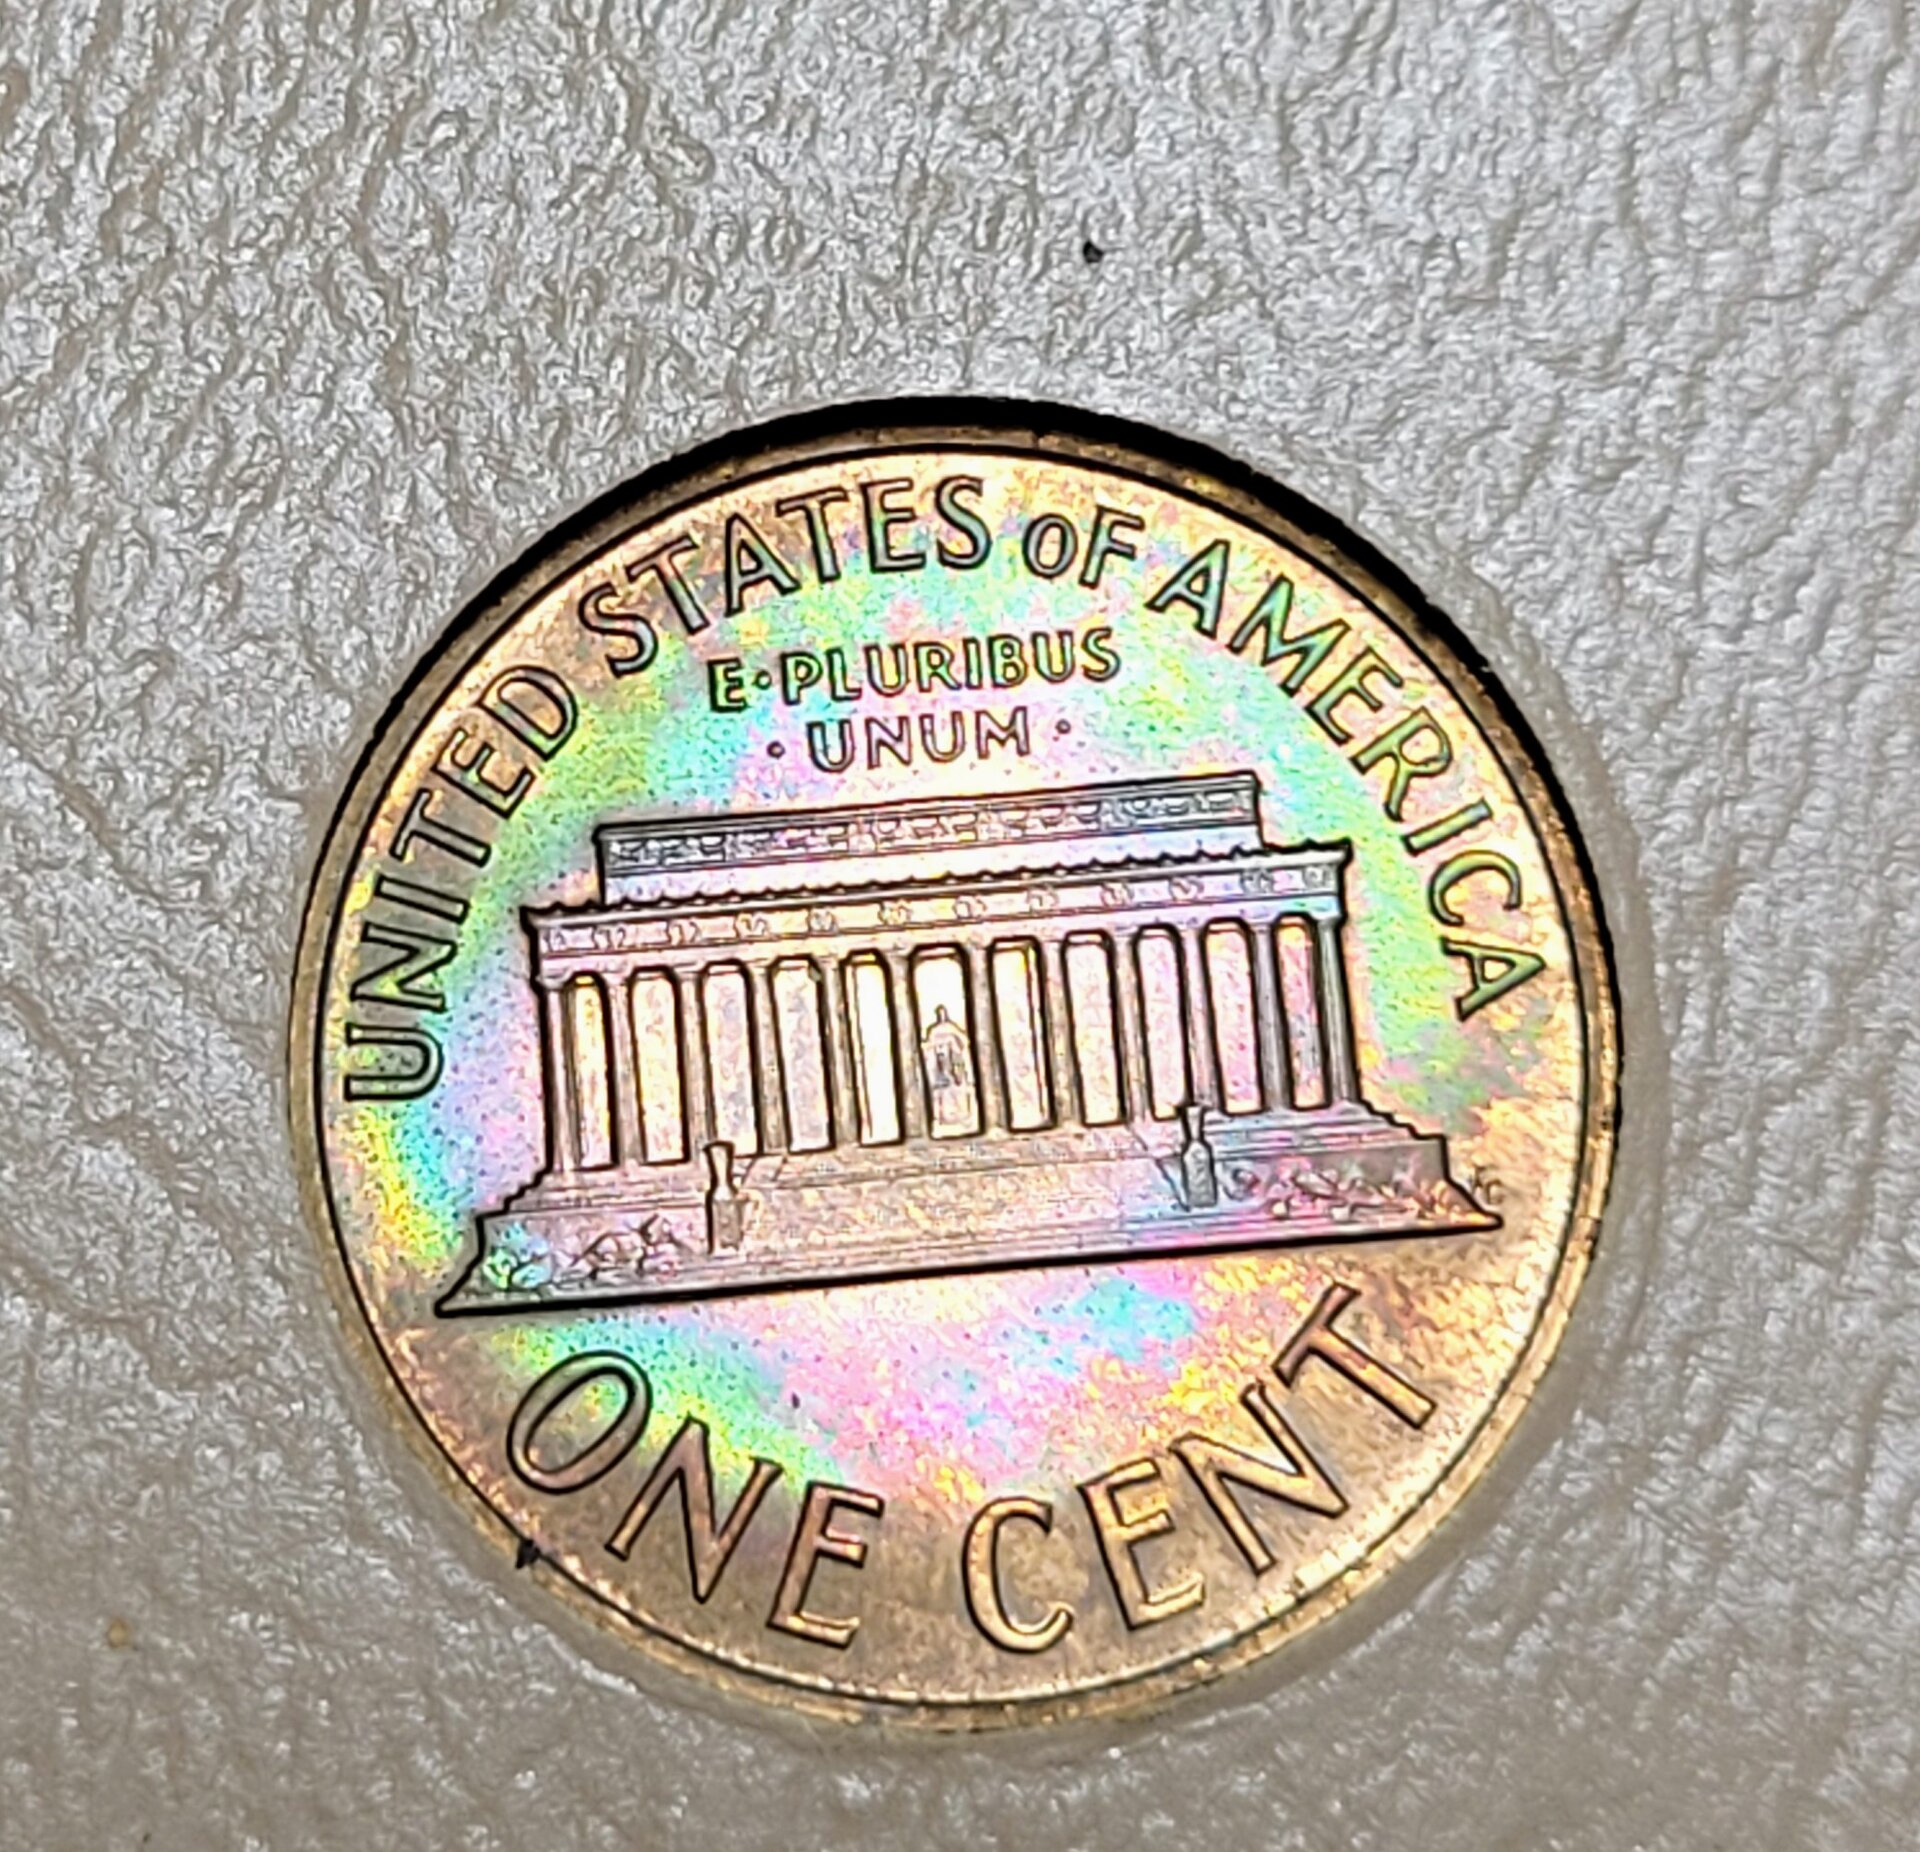 UNITED STATES OF AMERICA
E·PLURIBUS
·UNUM·
ONE CENT